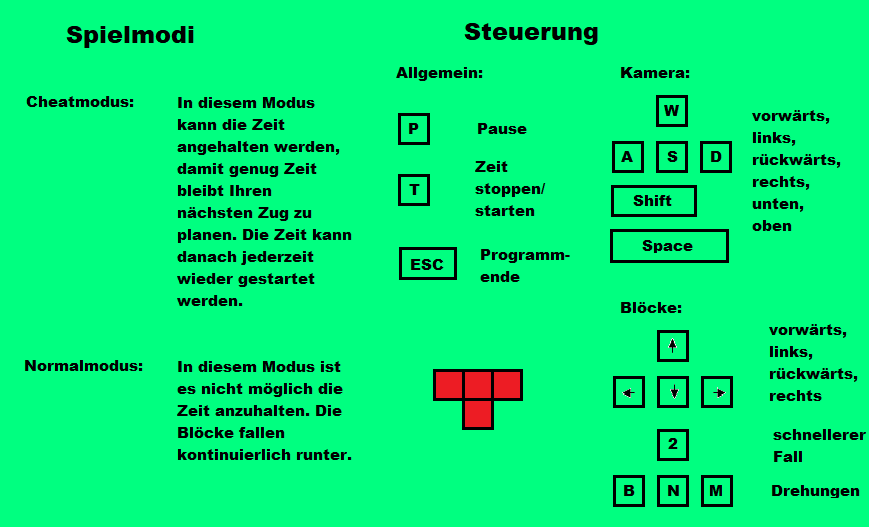 Spielmodi
Cheatmodus:
In diesem Modus
kann die Zeit
angehalten werden,
damit genug Zeit
bleibt Ihren
nächsten Zug zu
planen. Die Zeit kann
danach jederzeit
wieder gestartet
werden.
Normalmodus:
In diesem Modus ist
es nicht möglich die
Zeit anzuhalten. Die
Blöcke fallen
kontinuierlich runter.
Steuerung
Allgemein:
P
Pause
T
Zeit
stoppen/
starten
ESC
Programm-
ende
Kamera:
W
A S D
Shift
Space
vorwärts,
links,
rückwärts,
rechts,
unten,
oben
Blöcke:
↑
← ↓ →
vorwärts,
links,
rückwärts,
rechts
2
schnellerer
Fall
B N M
Drehungen